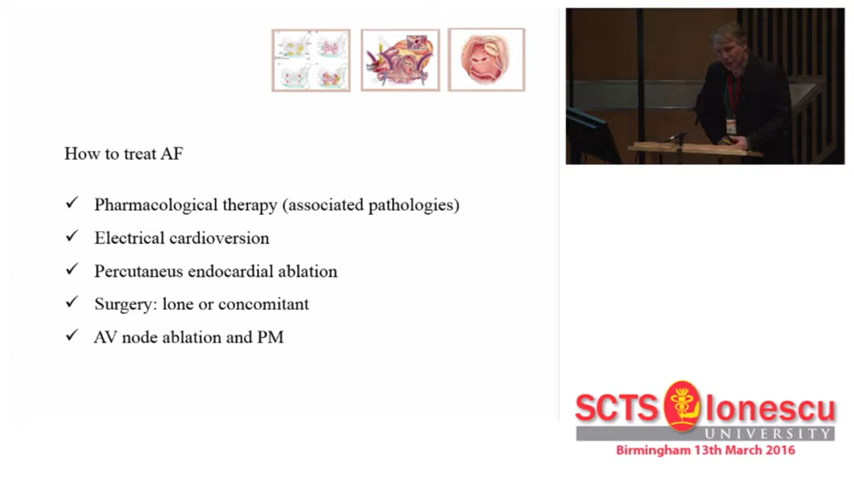 How to treat AF
✓ Pharmacological therapy (associated pathologies)
✓ Electrical cardioversion
✓ Percutaneus endocardial ablation
✓ Surgery: lone or concomitant
✓ AV node ablation and PM
SCTS Ionescu
UNIVERSITY
Birmingham 13th March 2016